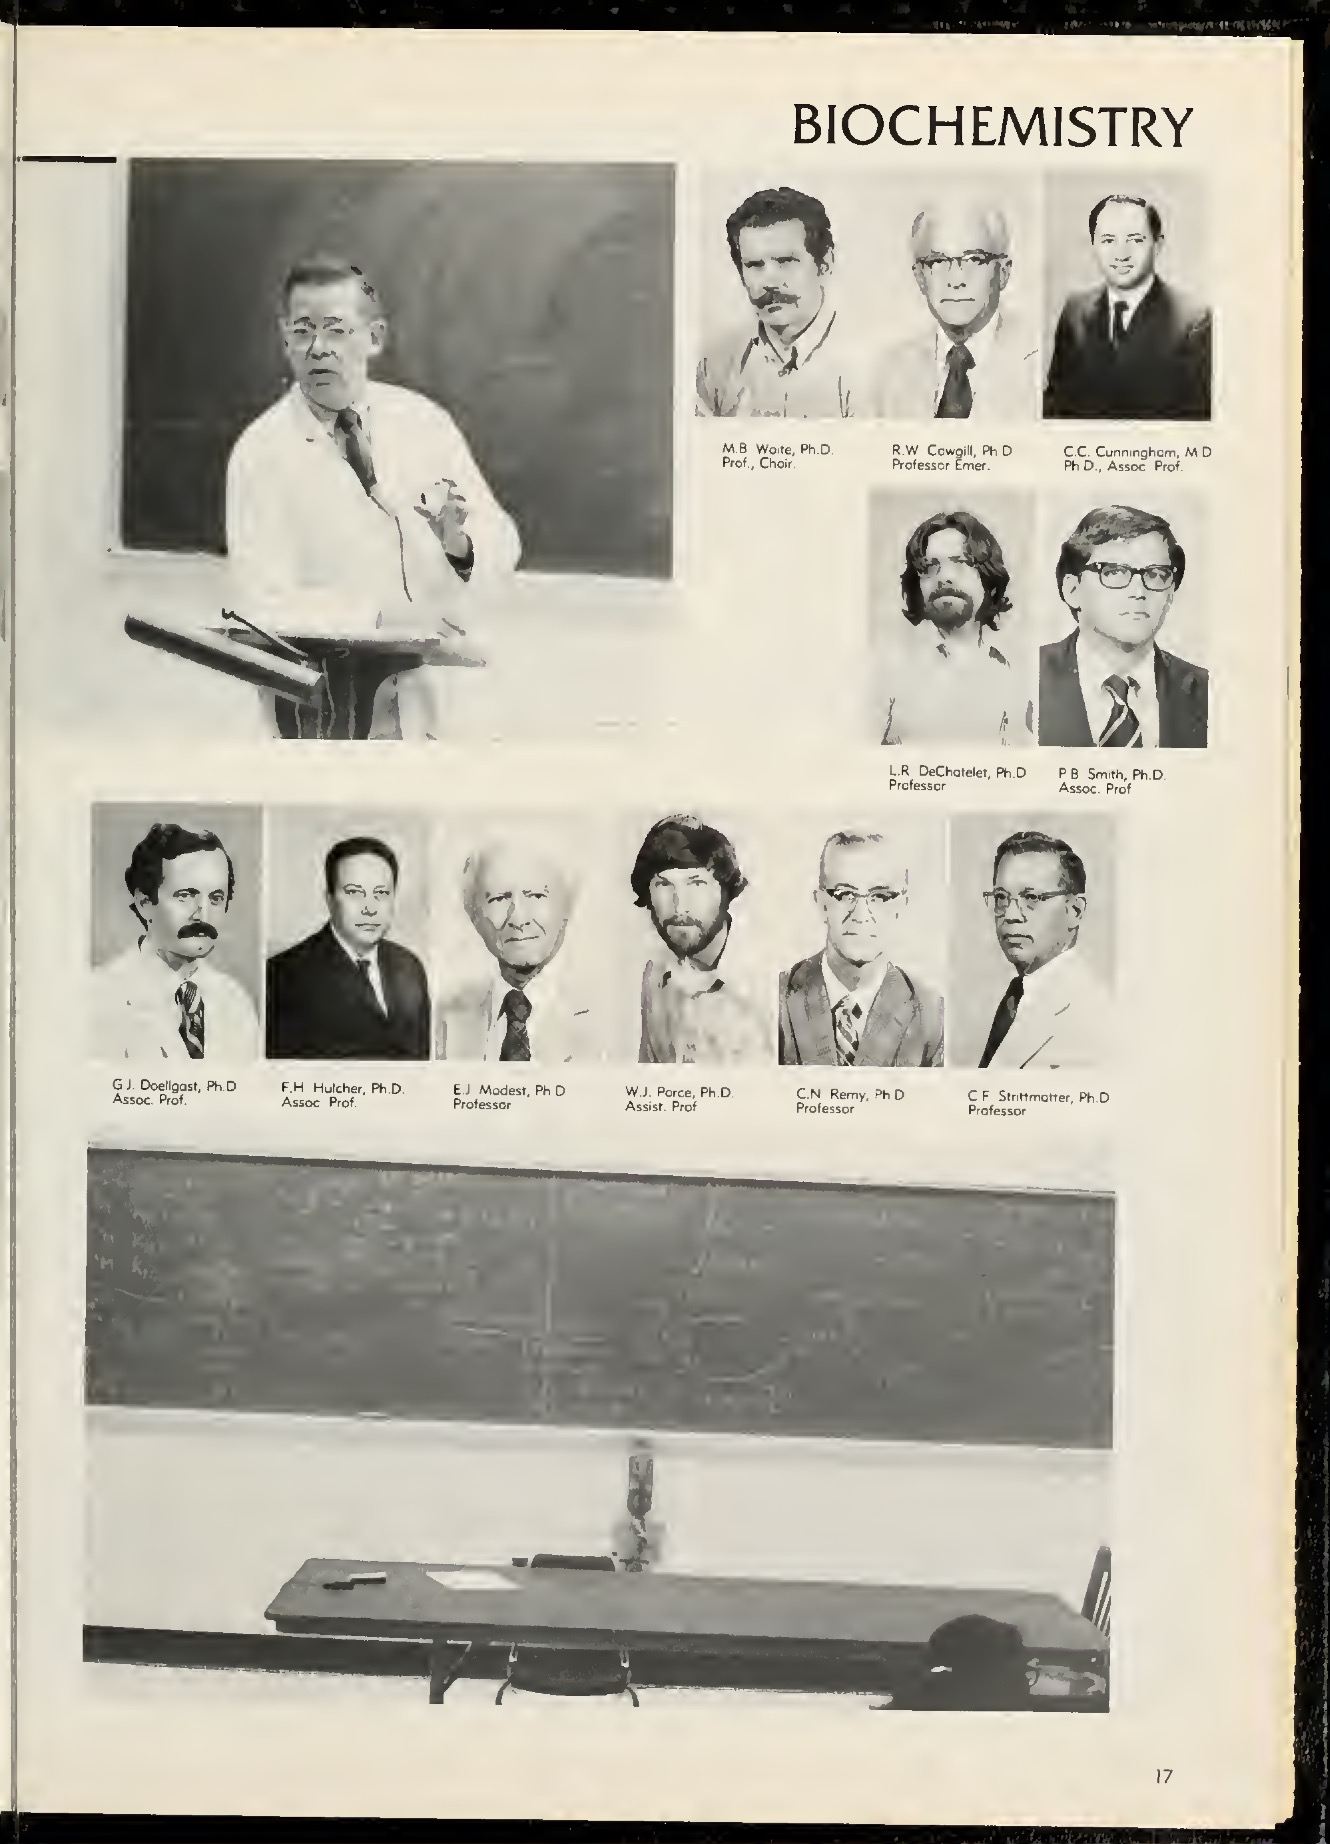 BIOCHEMISTRY
M.B Waite, Ph.D.
Prof., Chair.
R.W Cowgill, Ph D
Professor Emer.
C.C. Cunningham, M D
Ph D., Assoc Prof.
L.R DeChatelet, Ph.D
Professor
P B Smith, Ph.D.
Assoc. Prof
G J. Doellgast, Ph.D
Assoc. Prof.
F.H Hulcher, Ph.D.
Assoc Prof.
E.J Modest, Ph D
Professor
W.J. Parce, Ph.D.
Assist. Prof
C.N Remy, Ph D
Professor
C F Strittmatter, Ph.D
Professor
17